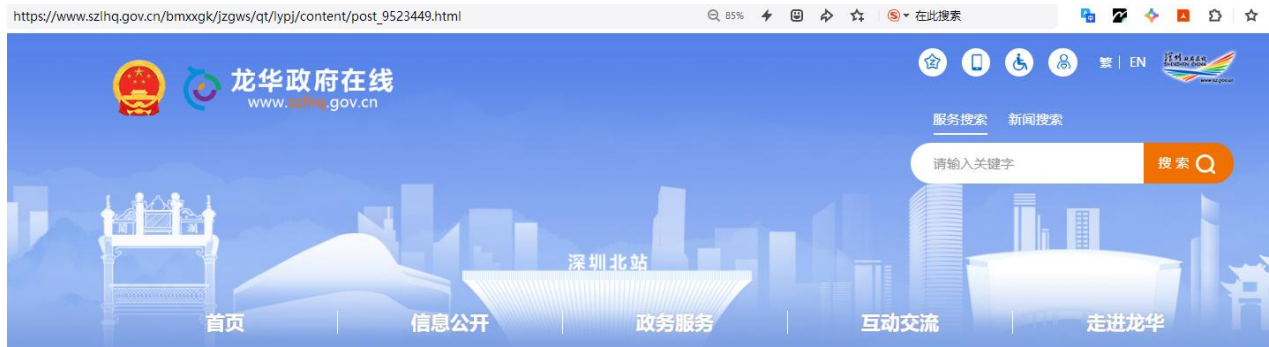 https://www.szlhq.gov.cn/bmxxgk/jzgws/qt/lypj/content/post_9523449.html
85%
在此搜索
龙华政府在线
www.szlhq.gov.cn
繁 | EN
服务搜索 新闻搜索
请输入关键字
搜索
深圳北站
首页 信息公开 政务服务 互动交流 走进龙华